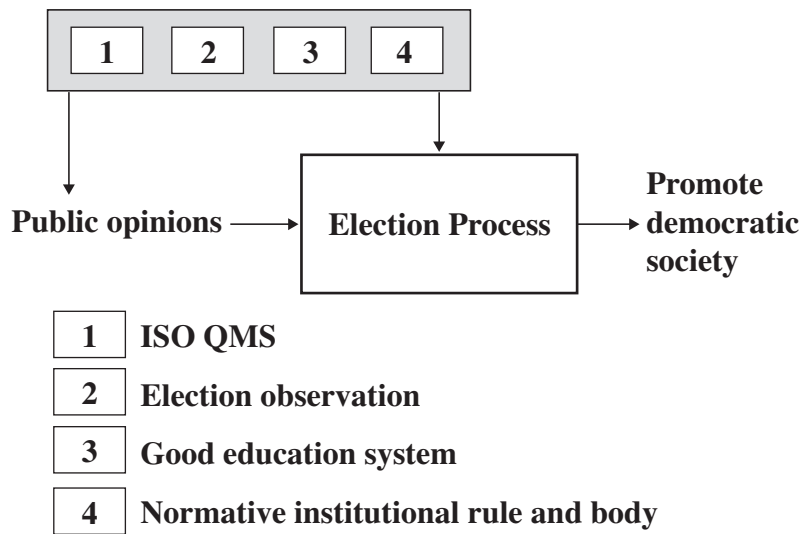 1 2 3 4
Public opinions
Election Process
Promote
democratic
society
1 ISO QMS
2 Election observation
3 Good education system
4 Normative institutional rule and body